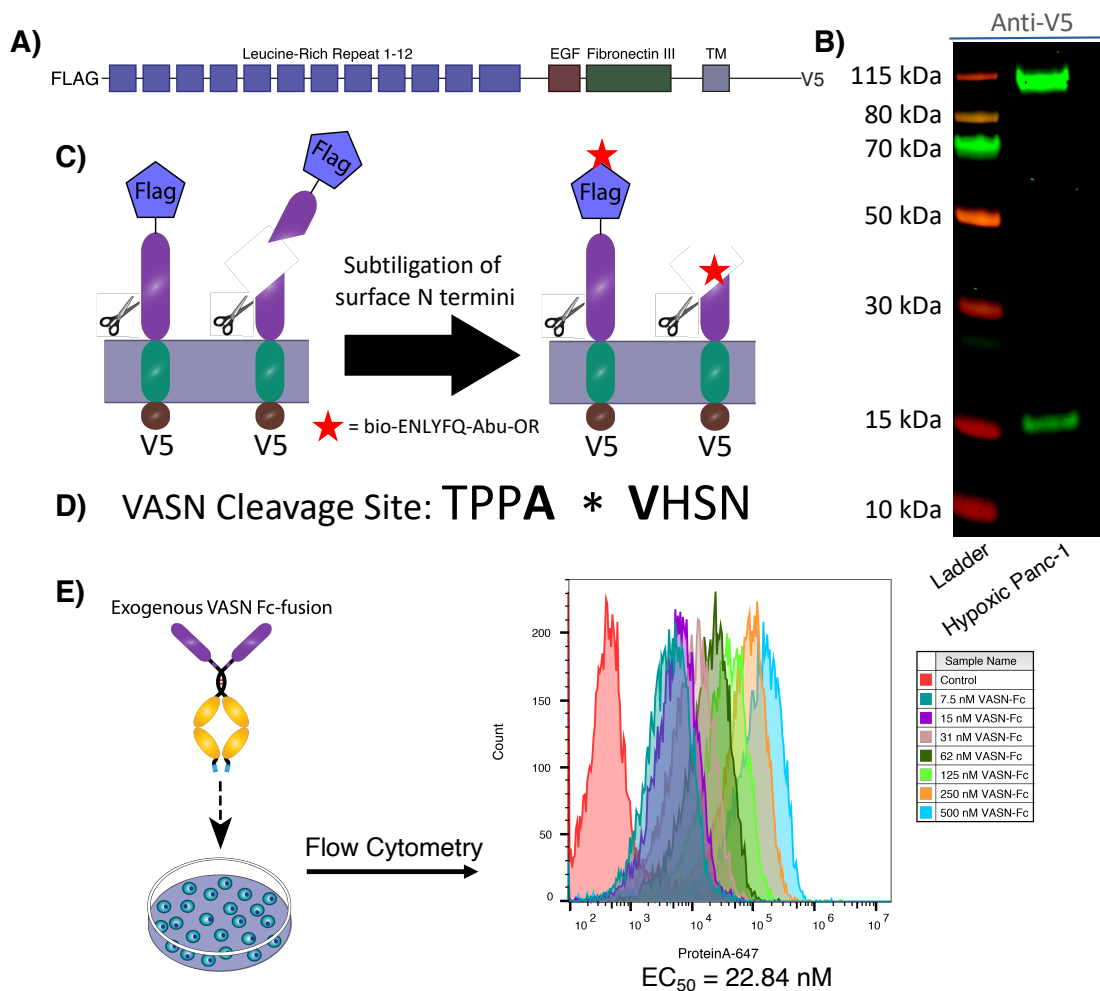 A)
Leucine-Rich Repeat 1-12
EGF
Fibronectin III
TM
FLAG
V5
B)
Anti-V5
115 kDa
80 kDa
70 kDa
50 kDa
30 kDa
15 kDa
10 kDa
Ladder
Hypoxic Panc-1
C)
Flag
Flag
V5
V5
Subtiligation of
surface N termini
= bio-ENLYFQ-Abu-OR
Flag
V5
V5
D)
VASN Cleavage Site: TPPA * VHSN
E)
Exogenous VASN Fc-fusion
Flow Cytometry
Count
200
150
100
50
0
10 2
10 3
10 4
10 5
10 6
10 7
ProteinA-647
EC50 = 22.84 nM
Sample Name
Control
7.5 nM VASN-Fc
15 nM VASN-Fc
31 nM VASN-Fc
62 nM VASN-Fc
125 nM VASN-Fc
250 nM VASN-Fc
500 nM VASN-Fc